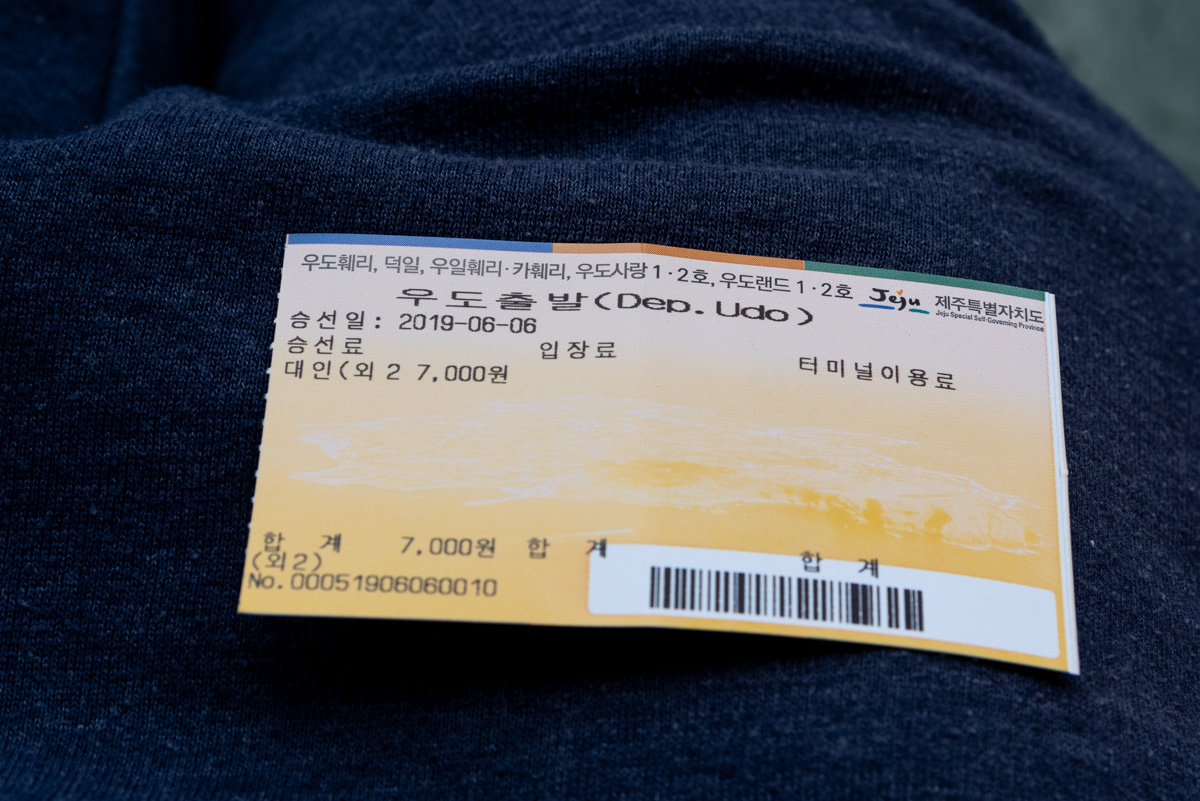 우도훼리, 덕일, 우일훼리·카훼리, 우도사랑 1·2호, 우도랜드 1·2호
Jeju 제주특별자치도
Jeju Special Self-Governing Province
우도출발(Dep. Udo)
승선일: 2019-06-06
승선료 입장료 터미널이용료
대인(외 2 7,000원
합 계 7,000원 합 계 합 계
(외2)
No.00051906060010